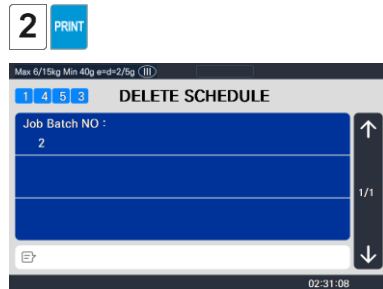 2 PRINT
Max 6/15kg Min 40g e=d=2/5g III
1 4 5 3 DELETE SCHEDULE
Job Batch NO :
2
1/1
02:31:08